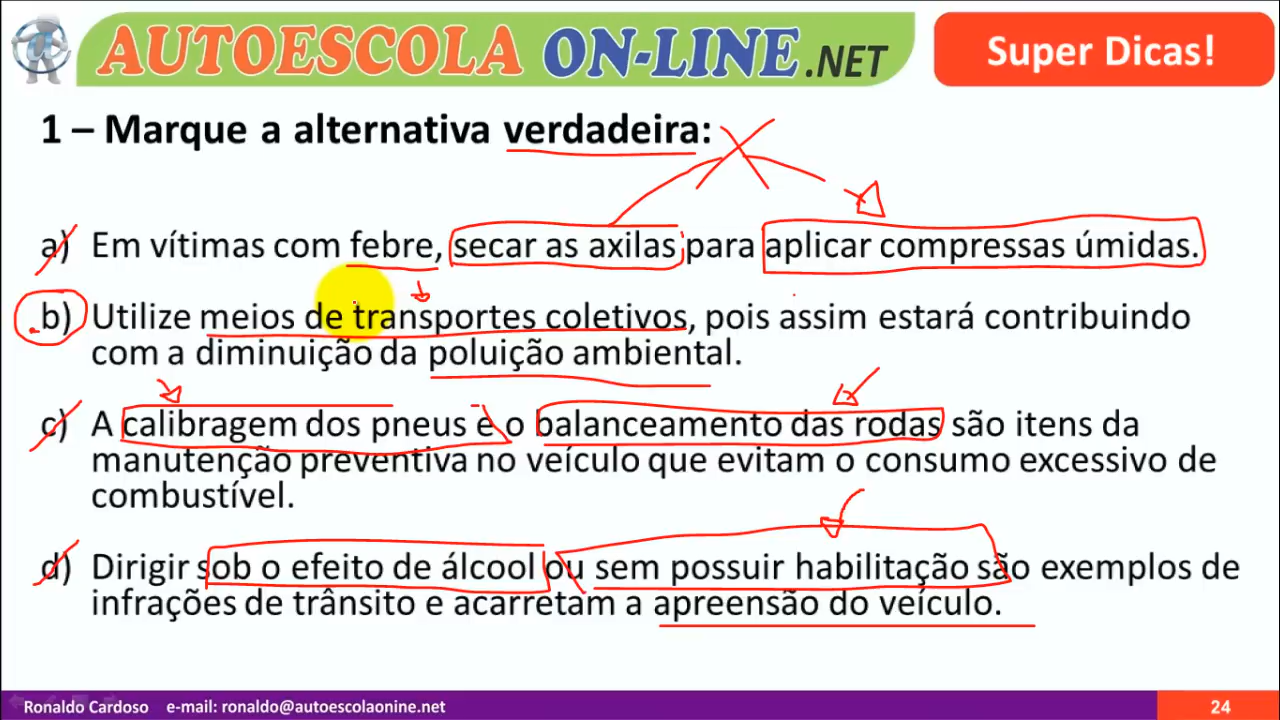 AUTOESCOLA ON-LINE.NET
Super Dicas!
1 – Marque a alternativa verdadeira:
a) Em vítimas com febre, secar as axilas para aplicar compressas úmidas.
b) Utilize meios de transportes coletivos, pois assim estará contribuindo
com a diminuição da poluição ambiental.
c) A calibragem dos pneus e o balanceamento das rodas são itens da
manutenção preventiva no veículo que evitam o consumo excessivo de
combustível.
d) Dirigir sob o efeito de álcool ou sem possuir habilitação são exemplos de
infrações de trânsito e acarretam a apreensão do veículo.
Ronaldo Cardoso e-mail: ronaldo@autoescolaonine.net
24